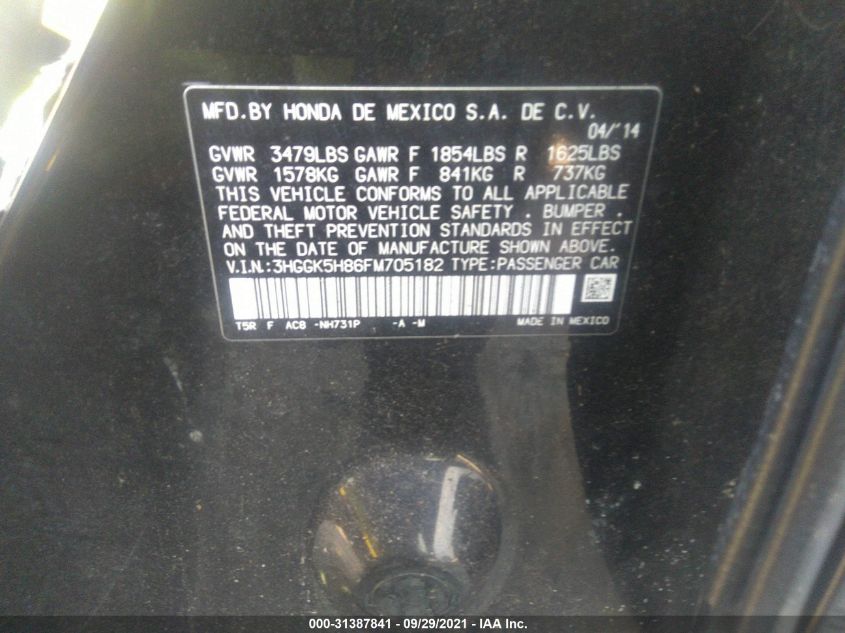 MFD.BY HONDA DE MEXICO S.A. DE C.V.
04/'14
GVWR 3479LBS GAWR F 1854LBS R 1625LBS
GVWR 1578KG GAWR F 841KG R 737KG
THIS VEHICLE CONFORMS TO ALL APPLICABLE
FEDERAL MOTOR VEHICLE SAFETY . BUMPER .
AND THEFT PREVENTION STANDARDS IN EFFECT
ON THE DATE OF MANUFACTURE SHOWN ABOVE.
V.I.N.:3HGGK5H86FM705182 TYPE:PASSENGER CAR
T5R F AC8 -NH731P -A -M MADE IN MEXICO
000-31387841 - 09/29/2021 - IAA Inc.